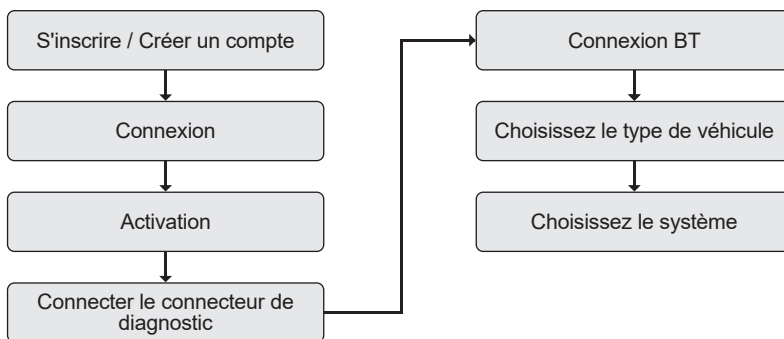 S'inscrire / Créer un compte
Connexion
Activation
Connecter le connecteur de
diagnostic
Connexion BT
Choisissez le type de véhicule
Choisissez le système